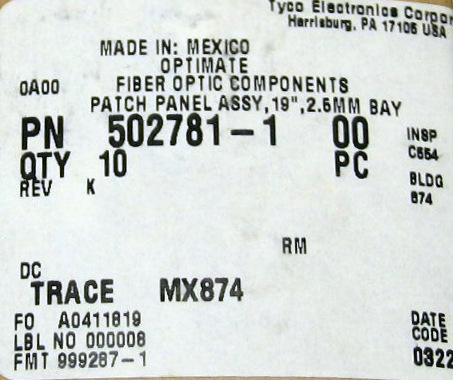 Tyco Electronics Corpor
Harrisburg, PA 17105 USA
MADE IN: MEXICO
OPTIMATE
0A00 FIBER OPTIC COMPONENTS
PATCH PANEL ASSY,19",2.5MM BAY
PN 502781-1 00 INSP
QTY 10 PC C554
REV K BLDG
874
RM
DC
TRACE MX874
FO A0411819 DATE
LBL NO 000008 CODE
FMT 999287-1 0322